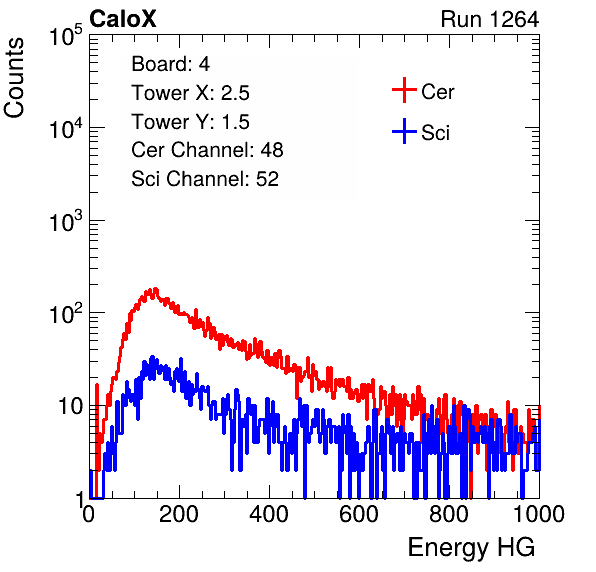 CaloX Run 1264
Counts
Board: 4
Tower X: 2.5
Tower Y: 1.5
Cer Channel: 48
Sci Channel: 52
Cer
Sci
10^5
10^4
10^3
10^2
10
1
0 200 400 600 800 1000
Energy HG